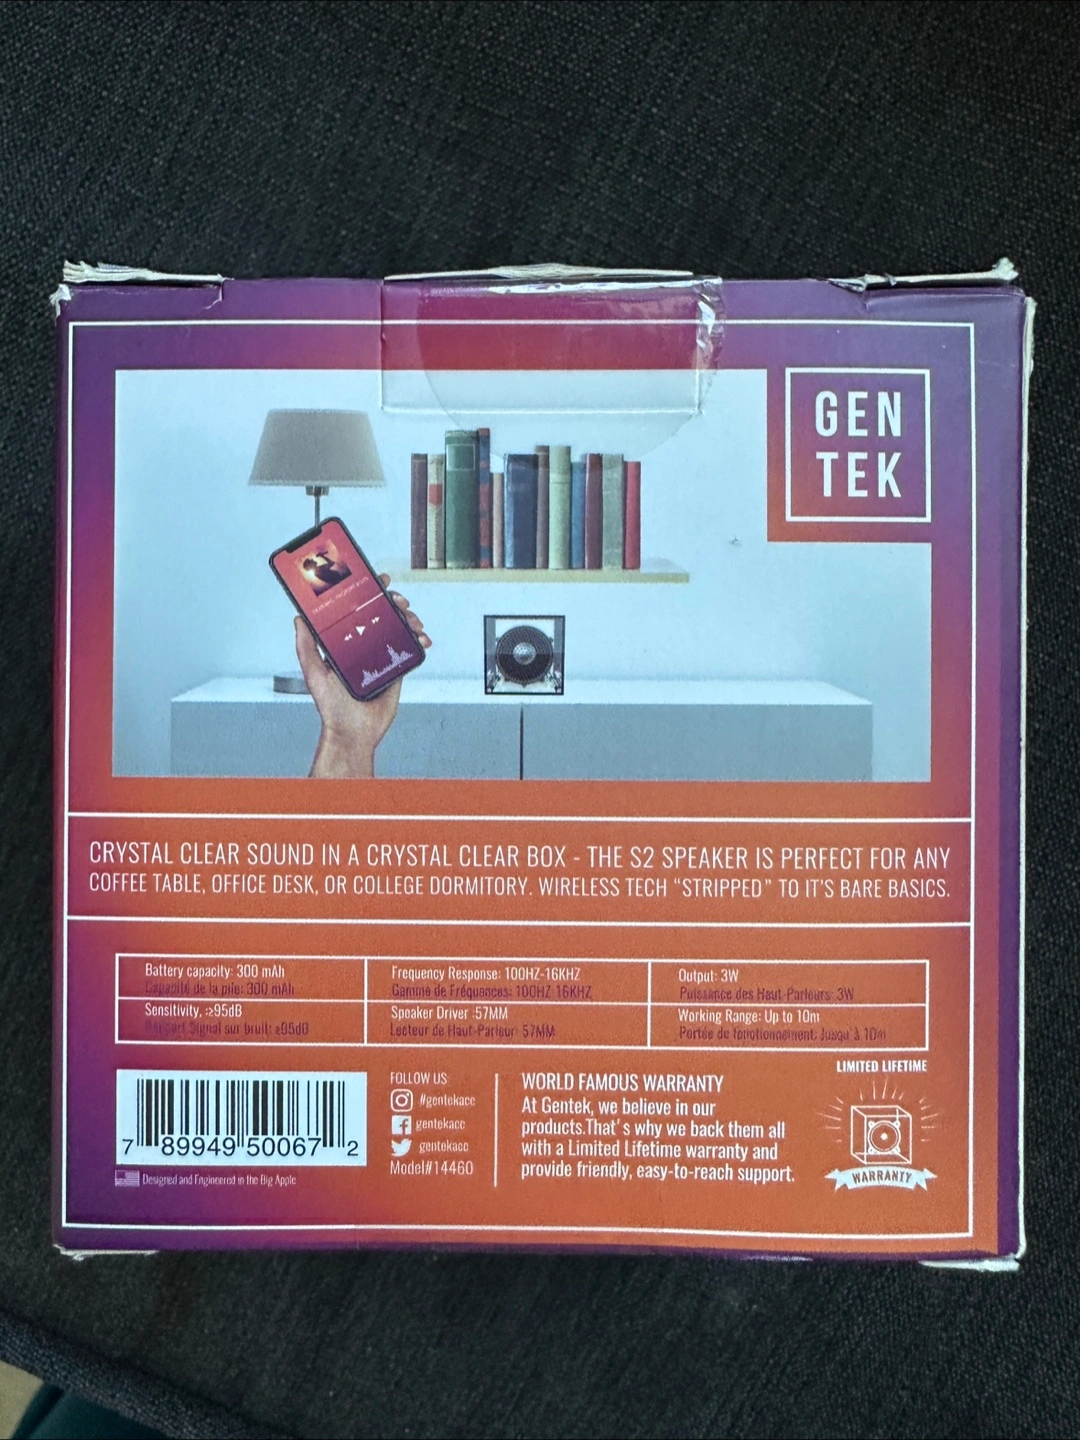 GEN
TEK
CRYSTAL CLEAR SOUND IN A CRYSTAL CLEAR BOX - THE S2 SPEAKER IS PERFECT FOR ANY
COFFEE TABLE, OFFICE DESK, OR COLLEGE DORMITORY. WIRELESS TECH “STRIPPED” TO IT'S BARE BASICS.
Battery capacity: 300 mAh
Capacité de la pile: 300 mAh
Sensitivity, :≥95dB
Rapport Signal sur bruit: ≥95dB
Frequency Response: 100HZ-16KHZ
Gamme de Fréquences: 100HZ-16KHZ
Speaker Driver :57MM
Lecteur de Haut-Parleur: 57MM
Output: 3W
Puissance des Haut-Parleurs: 3W
Working Range: Up to 10m
Portée de fonctionnement: Jusqu'à 10m
7 89949 50067 2
Designed and Engineered in the Big Apple
FOLLOW US:
#gentekacc
gentekacc
gentekacc
Model#14460
WORLD FAMOUS WARRANTY
At Gentek, we believe in our
products.That's why we back them all
with a Limited Lifetime warranty and
provide friendly, easy-to-reach support.
LIMITED LIFETIME
WARRANTY